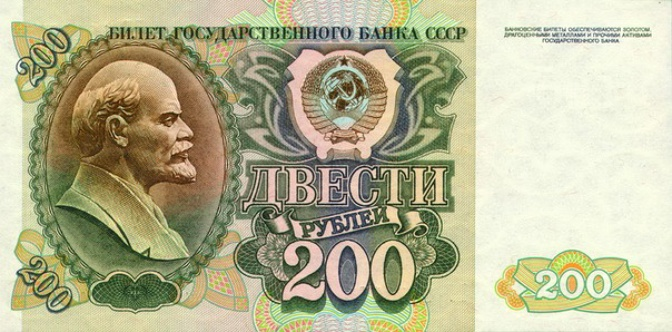 200
БИЛЕТ ГОСУДАРСТВЕННОГО БАНКА СССР
БАНКОВСКИЕ БИЛЕТЫ ОБЕСПЕЧИВАЮТСЯ ЗОЛОТОМ,
ДРАГОЦЕННЫМИ МЕТАЛЛАМИ И ПРОЧИМИ АКТИВАМИ
ГОСУДАРСТВЕННОГО БАНКА
ДВЕСТИ
РУБЛЕЙ
200
200
200